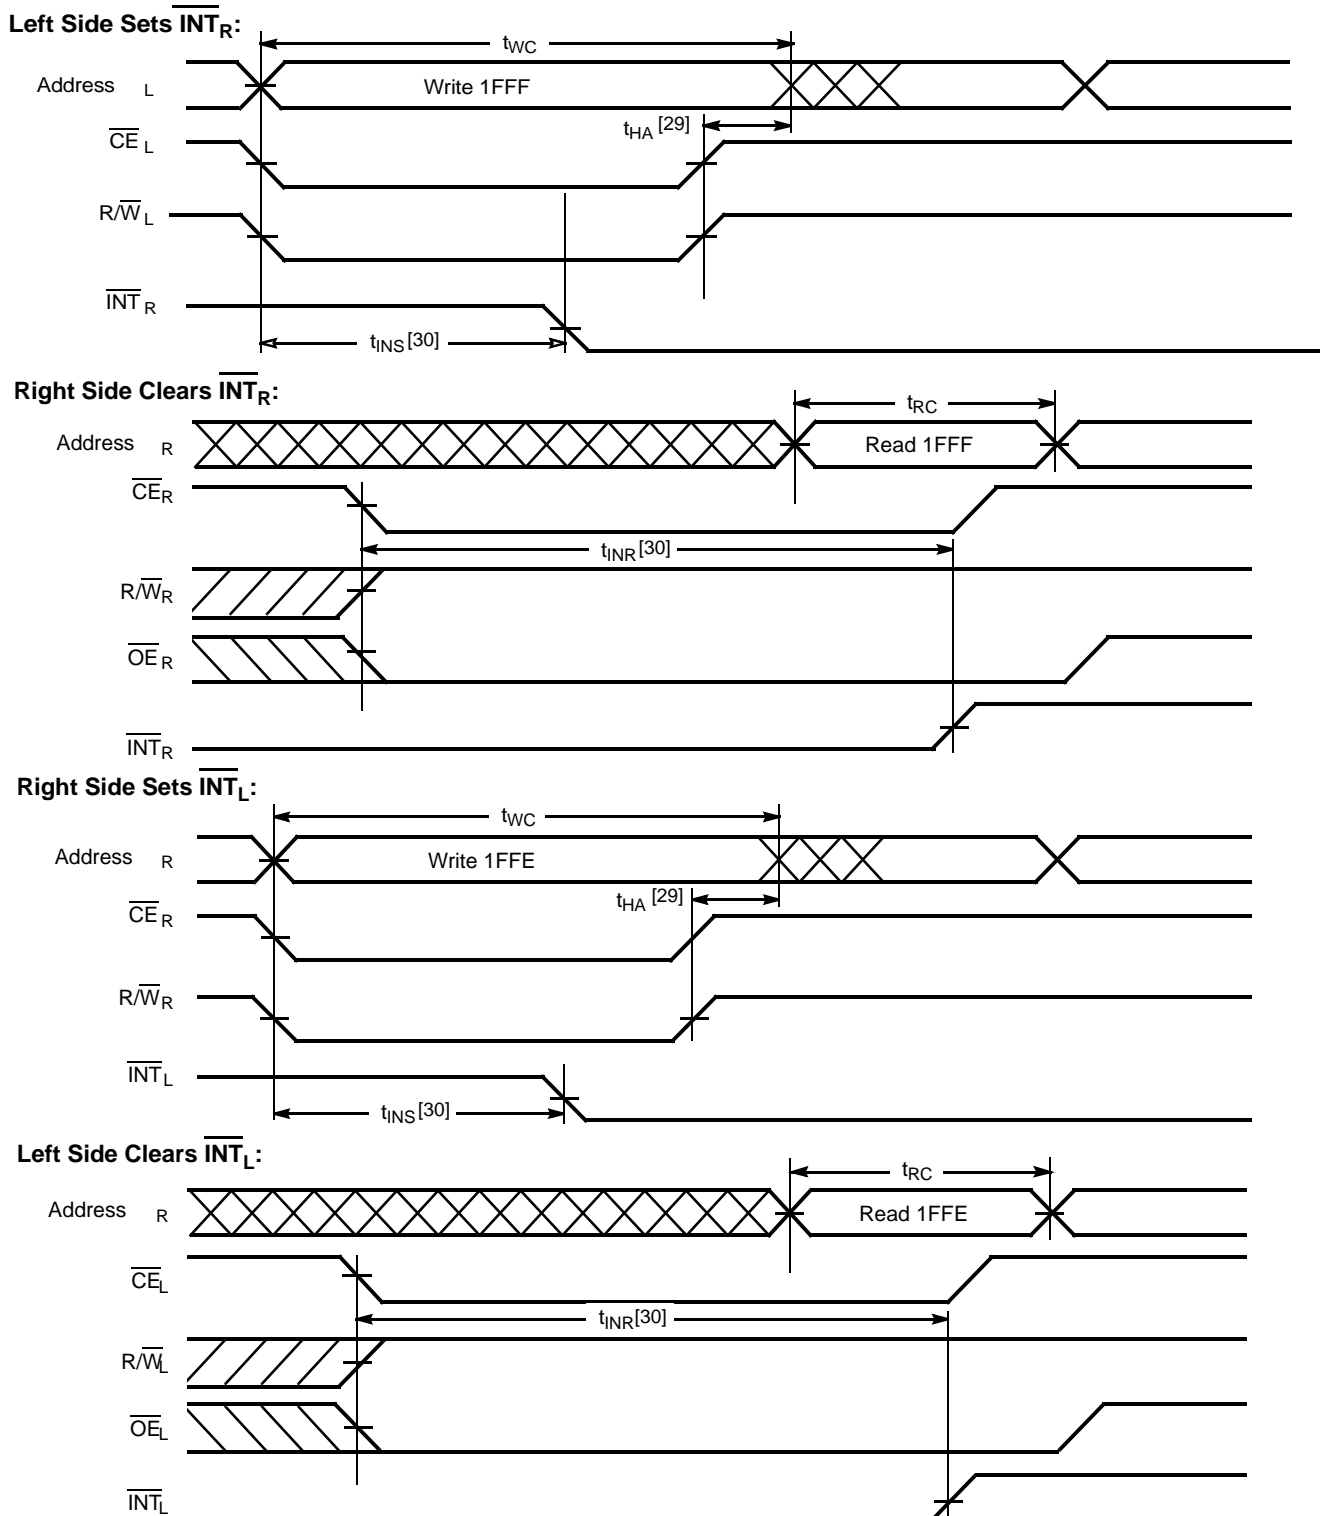 Left Side Sets INTR:
tWC
Address L
Write 1FFF
tHA [29]
CE L
R/W L
INT R
tINS [30]
Right Side Clears INTR:
tRC
Address R
Read 1FFF
CER
tINR [30]
R/WR
OE R
INTR
Right Side Sets INTL:
tWC
Address R
Write 1FFE
tHA [29]
CE R
R/WR
INTL
tINS [30]
Left Side Clears INTL:
tRC
Address R
Read 1FFE
CEL
tINR[30]
R/WL
OEL
INTL